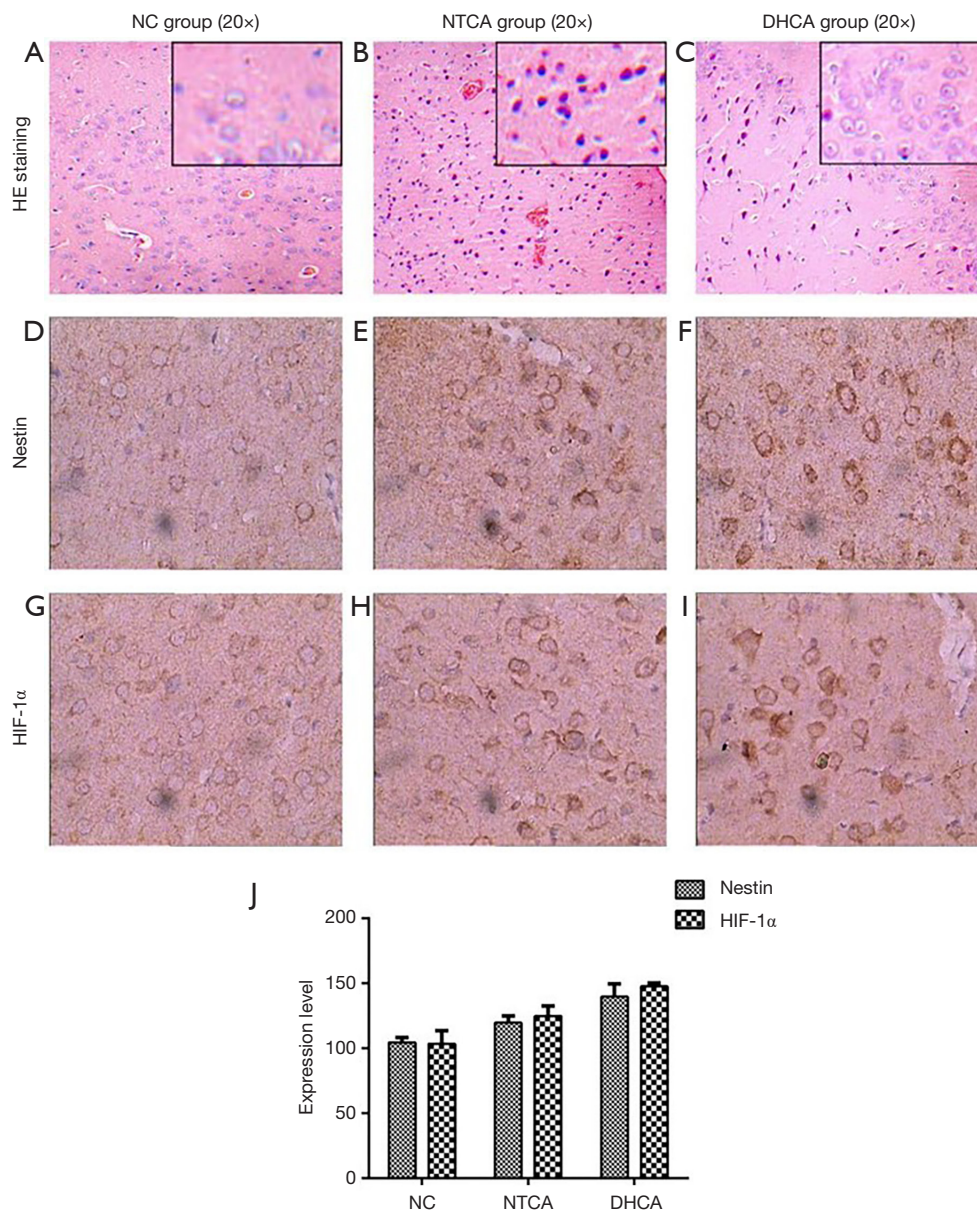 NC group (20×)
NTCA group (20×)
DHCA group (20×)
A
B
C
HE staining
D
E
F
Nestin
G
H
I
HIF-1α
J
Nestin
HIF-1α
200
150
100
50
0
Expression level
NC
NTCA
DHCA